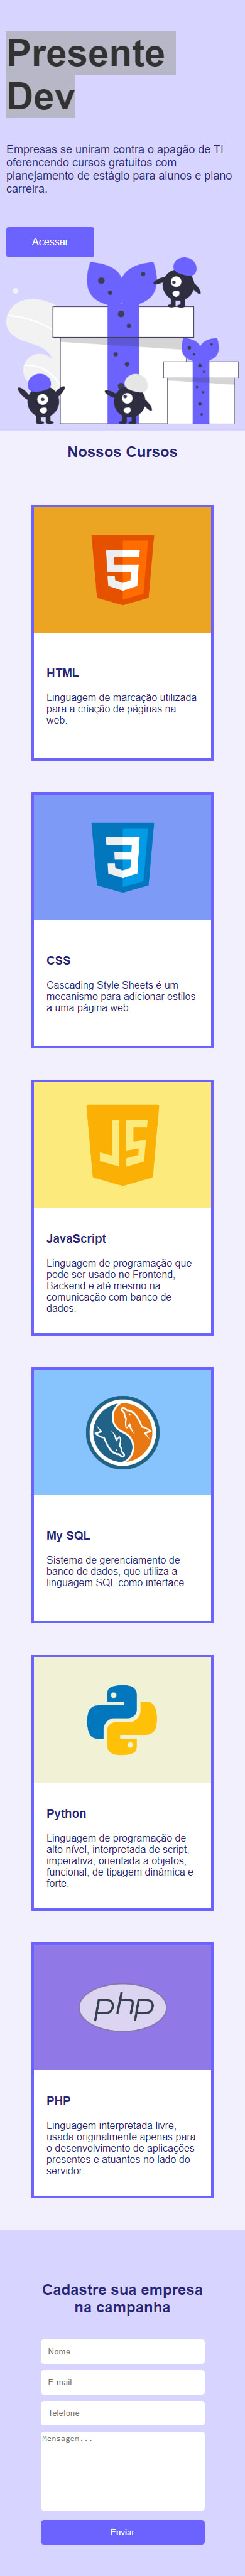 Presente
Dev
Empresas se uniram contra o apagão de TI
oferencendo cursos gratuitos com
planejamento de estágio para alunos e plano
carreira.
Acessar
Nossos Cursos
5
HTML
Linguagem de marcação utilizada
para a criação de páginas na
web.
3
CSS
Cascading Style Sheets é um
mecanismo para adicionar estilos
a uma página web.
JS
JavaScript
Linguagem de programação que
pode ser usado no Frontend,
Backend e até mesmo na
comunicação com banco de
dados.
My SQL
Sistema de gerenciamento de
banco de dados, que utiliza a
linguagem SQL como interface.
Python
Linguagem de programação de
alto nível, interpretada de script,
imperativa, orientada a objetos,
funcional, de tipagem dinâmica e
forte.
php
PHP
Linguagem interpretada livre,
usada originalmente apenas para
o desenvolvimento de aplicações
presentes e atuantes no lado do
servidor.
Cadastre sua empresa
na campanha
Nome
E-mail
Telefone
Mensagem...
Enviar